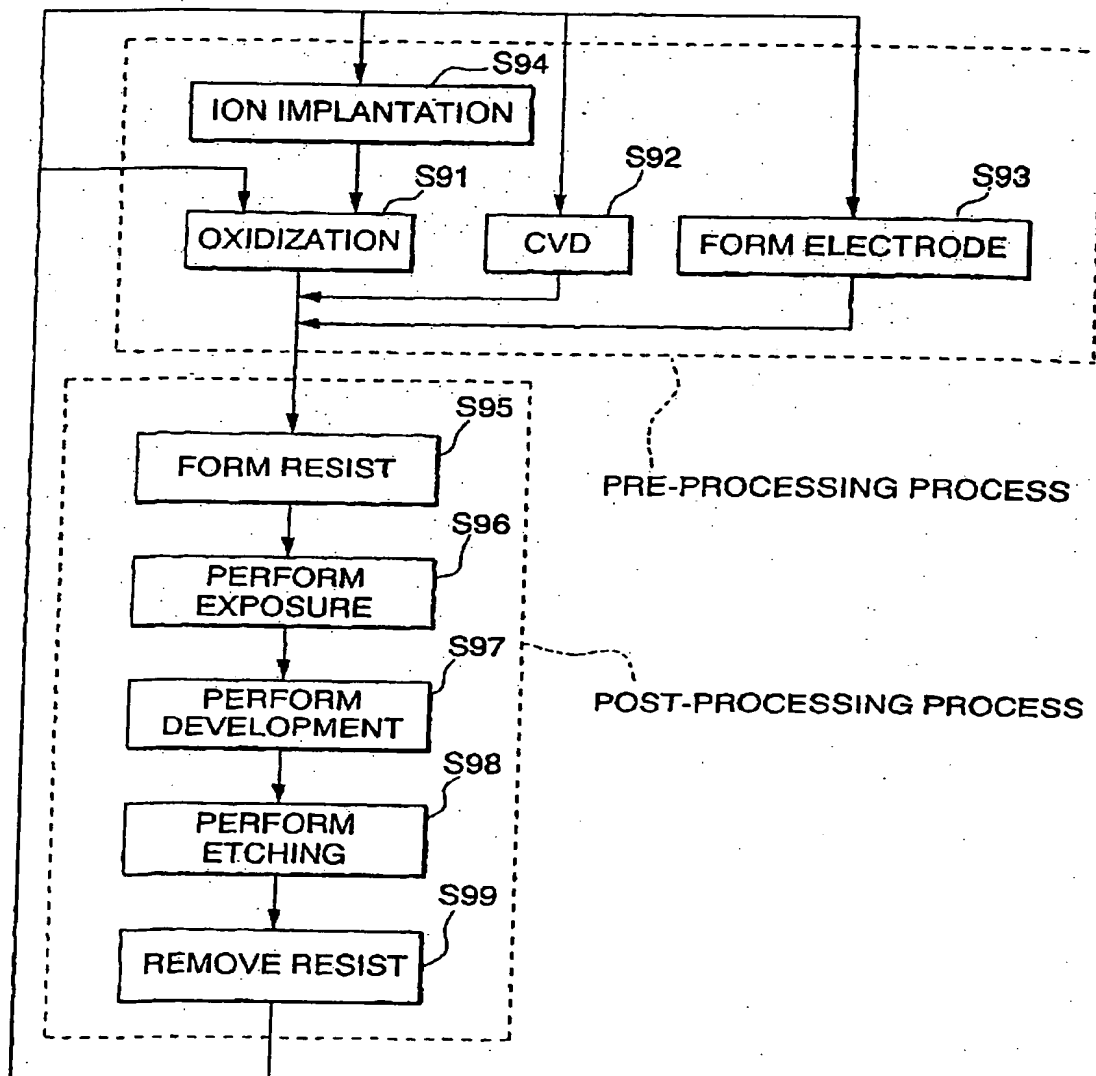 S94
ION IMPLANTATION
S91
OXIDIZATION
S92
CVD
S93
FORM ELECTRODE
PRE-PROCESSING PROCESS
S95
FORM RESIST
S96
PERFORM
EXPOSURE
S97
PERFORM
DEVELOPMENT
POST-PROCESSING PROCESS
S98
PERFORM
ETCHING
S99
REMOVE RESIST